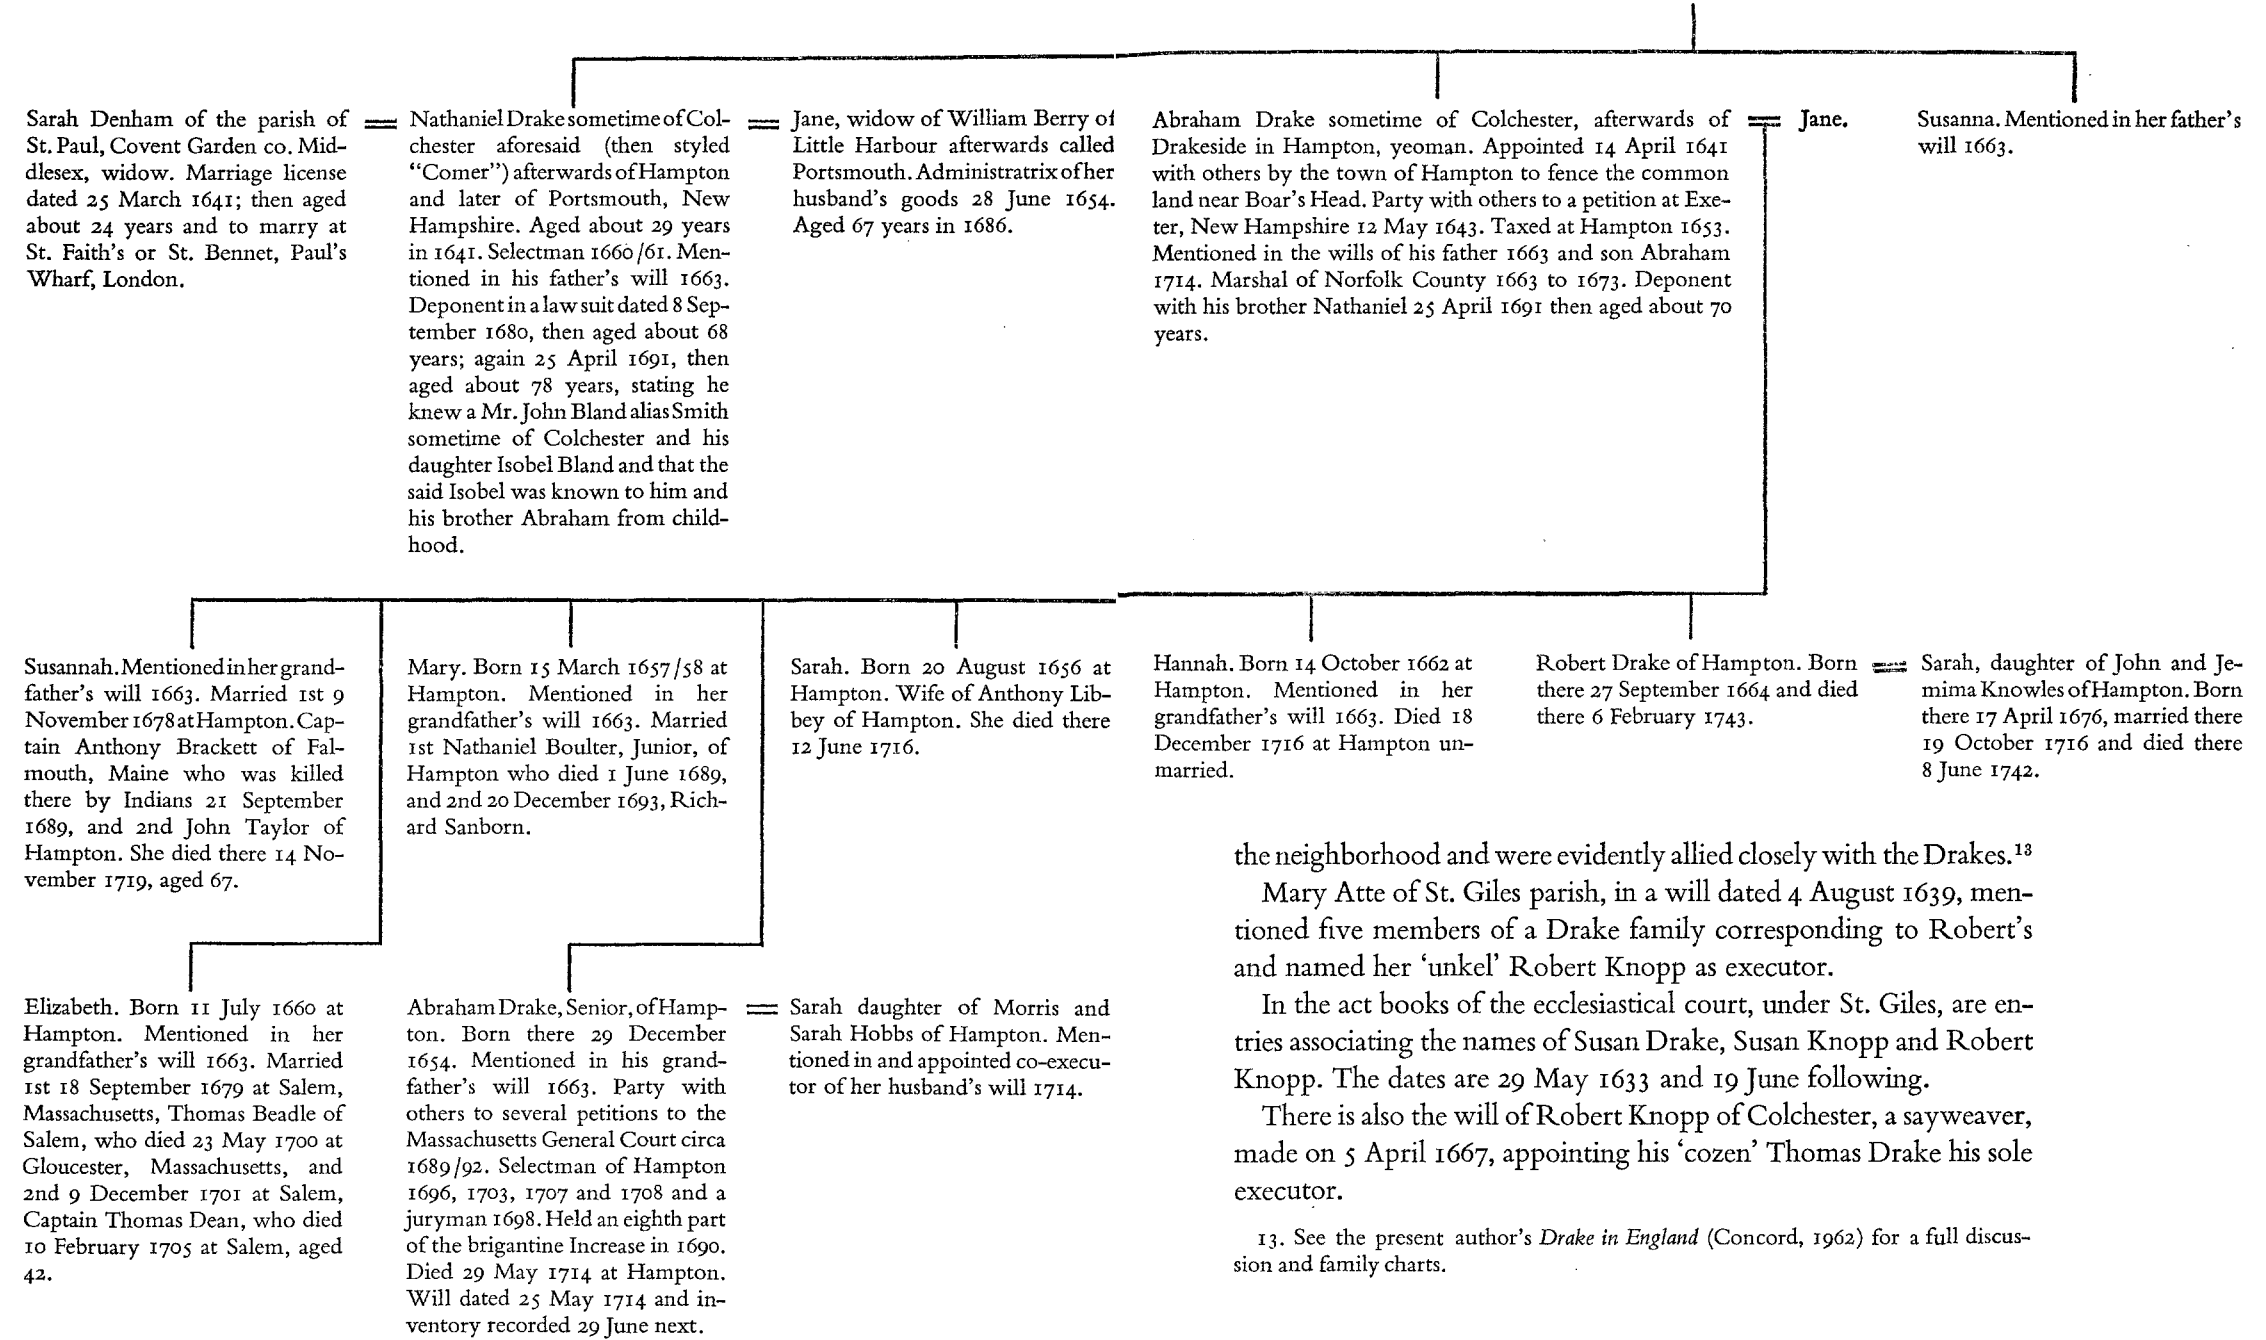 Sarah Denham of the parish of
St. Paul, Covent Garden co. Mid-
dlesex, widow. Marriage license
dated 25 March 1641; then aged
about 24 years and to marry at
St. Faith's or St. Bennet, Paul's
Wharf, London.
Nathaniel Drake sometime of Col-
chester aforesaid (then styled
"Comer") afterwards of Hampton
and later of Portsmouth, New
Hampshire. Aged about 29 years
in 1641. Selectman 1660/61. Men-
tioned in his father's will 1663.
Deponent in a law suit dated 8 Sep-
tember 1680, then aged about 68
years; again 25 April 1691, then
aged about 78 years, stating he
knew a Mr. John Bland alias Smith
sometime of Colchester and his
daughter Isobel Bland and that the
said Isobel was known to him and
his brother Abraham from child-
hood.
Jane, widow of William Berry of
Little Harbour afterwards called
Portsmouth. Administratrix of her
husband's goods 28 June 1654.
Aged 67 years in 1686.
Abraham Drake sometime of Colchester, afterwards of
Drakeside in Hampton, yeoman. Appointed 14 April 1641
with others by the town of Hampton to fence the common
land near Boar's Head. Party with others to a petition at Exe-
ter, New Hampshire 12 May 1643. Taxed at Hampton 1653.
Mentioned in the wills of his father 1663 and son Abraham
1714. Marshal of Norfolk County 1663 to 1673. Deponent
with his brother Nathaniel 25 April 1691 then aged about 70
years.
Jane.
Susanna. Mentioned in her father's
will 1663.
Susannah. Mentioned in her grand-
father's will 1663. Married 1st 9
November 1678 at Hampton. Cap-
tain Anthony Brackett of Fal-
mouth, Maine who was killed
there by Indians 21 September
1689, and 2nd John Taylor of
Hampton. She died there 14 No-
vember 1719, aged 67.
Mary. Born 15 March 1657/58 at
Hampton. Mentioned in her
grandfather's will 1663. Married
1st Nathaniel Boulter, Junior, of
Hampton who died 1 June 1689,
and 2nd 20 December 1693, Rich-
ard Sanborn.
Sarah. Born 20 August 1656 at
Hampton. Wife of Anthony Lib-
bey of Hampton. She died there
12 June 1716.
Hannah. Born 14 October 1662 at
Hampton. Mentioned in her
grandfather's will 1663. Died 18
December 1716 at Hampton un-
married.
Robert Drake of Hampton. Born
there 27 September 1664 and died
there 6 February 1743.
Sarah, daughter of John and Je-
mima Knowles of Hampton. Born
there 17 April 1676, married there
19 October 1716 and died there
8 June 1742.
Elizabeth. Born 11 July 1660 at
Hampton. Mentioned in her
grandfather's will 1663. Married
1st 18 September 1679 at Salem,
Massachusetts, Thomas Beadle of
Salem, who died 23 May 1700 at
Gloucester, Massachusetts, and
2nd 9 December 1701 at Salem,
Captain Thomas Dean, who died
10 February 1705 at Salem, aged
42.
Abraham Drake, Senior, of Hamp-
ton. Born there 29 December
1654. Mentioned in his grand-
father's will 1663. Party with
others to several petitions to the
Massachusetts General Court circa
1689/92. Selectman of Hampton
1696, 1703, 1707 and 1708 and a
juryman 1698. Held an eighth part
of the brigantine Increase in 1690.
Died 29 May 1714 at Hampton.
Will dated 25 May 1714 and in-
ventory recorded 29 June next.
Sarah daughter of Morris and
Sarah Hobbs of Hampton. Men-
tioned in and appointed co-execu-
tor of her husband's will 1714.
the neighborhood and were evidently allied closely with the Drakes.¹³
Mary Atte of St. Giles parish, in a will dated 4 August 1639, men-
tioned five members of a Drake family corresponding to Robert's
and named her 'unkel' Robert Knopp as executor.
In the act books of the ecclesiastical court, under St. Giles, are en-
tries associating the names of Susan Drake, Susan Knopp and Robert
Knopp. The dates are 29 May 1633 and 19 June following.
There is also the will of Robert Knopp of Colchester, a sayweaver,
made on 5 April 1667, appointing his 'cozen' Thomas Drake his sole
executor.
13. See the present author's Drake in England (Concord, 1962) for a full discus-
sion and family charts.